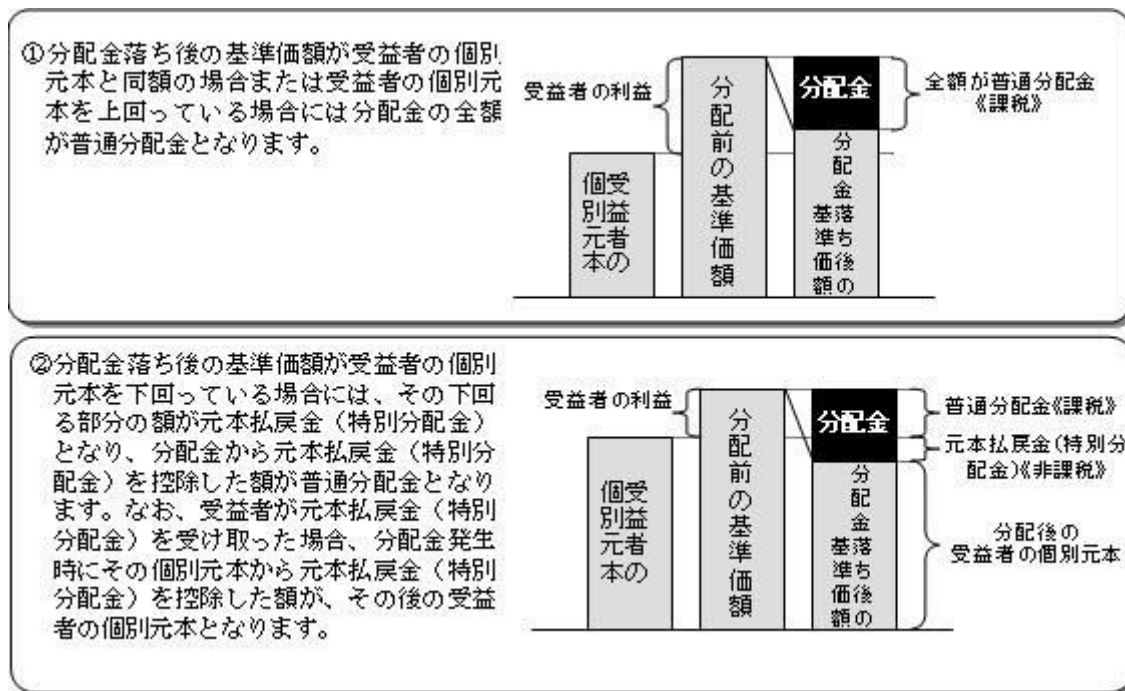 ①分配金落ち後の基準価額が受益者の個別
元本と同額の場合または受益者の個別元
本を上回っている場合には分配金の全額
が普通分配金となります。
受益者の利益
受益者の
個別元本
分配前の基準価額
分配金
分配金落ち後の
基準価額
全額が普通分配金
《課税》
②分配金落ち後の基準価額が受益者の個別
元本を下回っている場合には、その下回
る部分の額が元本払戻金（特別分配金）
となり、分配金から元本払戻金（特別分
配金）を控除した額が普通分配金となり
ます。なお、受益者が元本払戻金（特別
分配金）を受け取った場合、分配金発生
時にその個別元本から元本払戻金（特別
分配金）を控除した額が、その後の受益
者の個別元本となります。
受益者の利益
受益者の
個別元本
分配前の基準価額
分配金
分配金落ち後の
基準価額
普通分配金《課税》
元本払戻金(特別分
配金)《非課税》
分配後の
受益者の個別元本